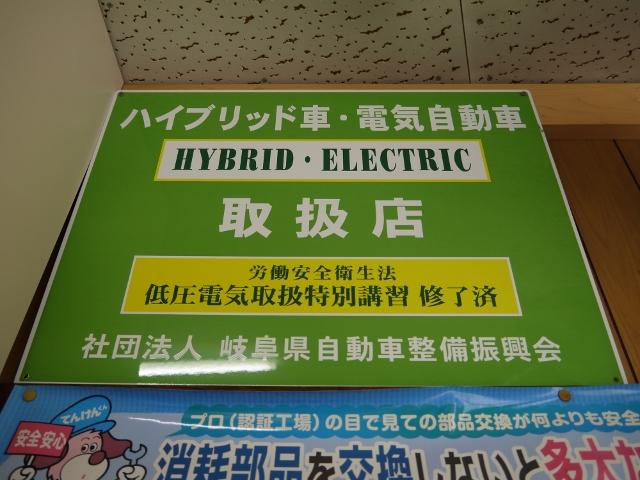 ハイブリッド車・電気自動車
HYBRID・ELECTRIC
取扱店
労働安全衛生法
低圧電気取扱特別講習 修了済
社団法人 岐阜県自動車整備振興会
てんけんくん
安全安心
プロ(認証工場)の目で見ての部品交換が何よりも安全
消耗部品を交換しないと多大な